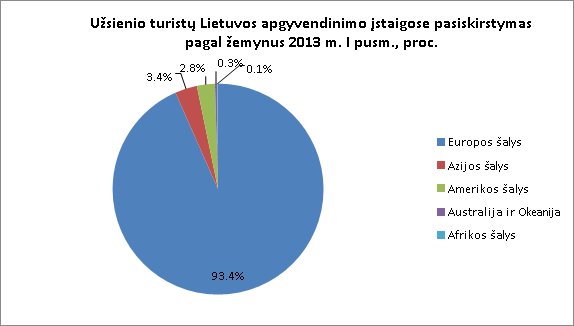 Užsienio turistų Lietuvos apgyvendinimo įstaigose pasiskirstymas
pagal žemynus 2013 m. I pusm., proc.
0.3%
2.8%
0.1%
3.4%
93.4%
Europos šalys
Azijos šalys
Amerikos šalys
Australija ir Okeanija
Afrikos šalys